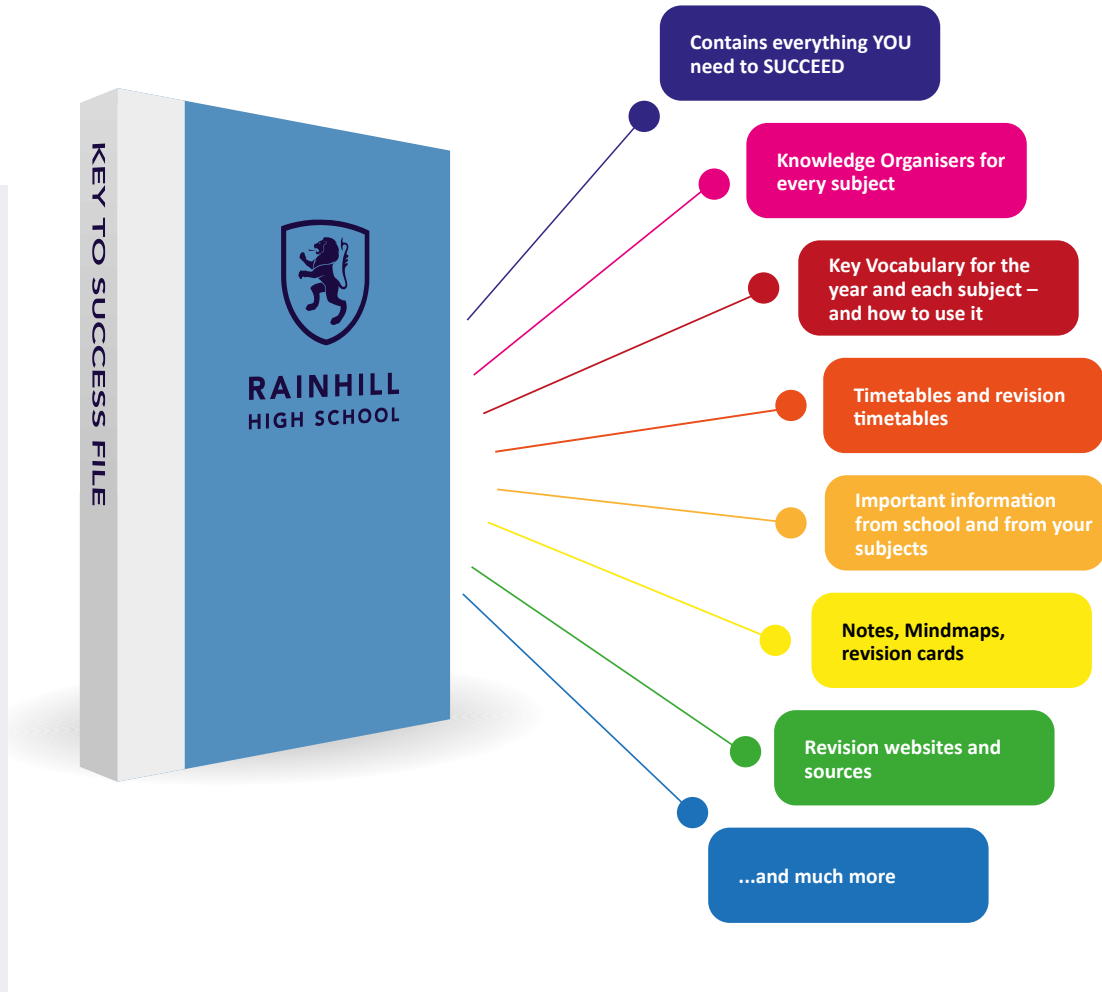 KEY TO SUCCESS FILE
RAINHILL
HIGH SCHOOL
Contains everything YOU
need to SUCCEED
Knowledge Organisers for
every subject
Key Vocabulary for the
year and each subject –
and how to use it
Timetables and revision
timetables
Important information
from school and from your
subjects
Notes, Mindmaps,
revision cards
Revision websites and
sources
...and much more